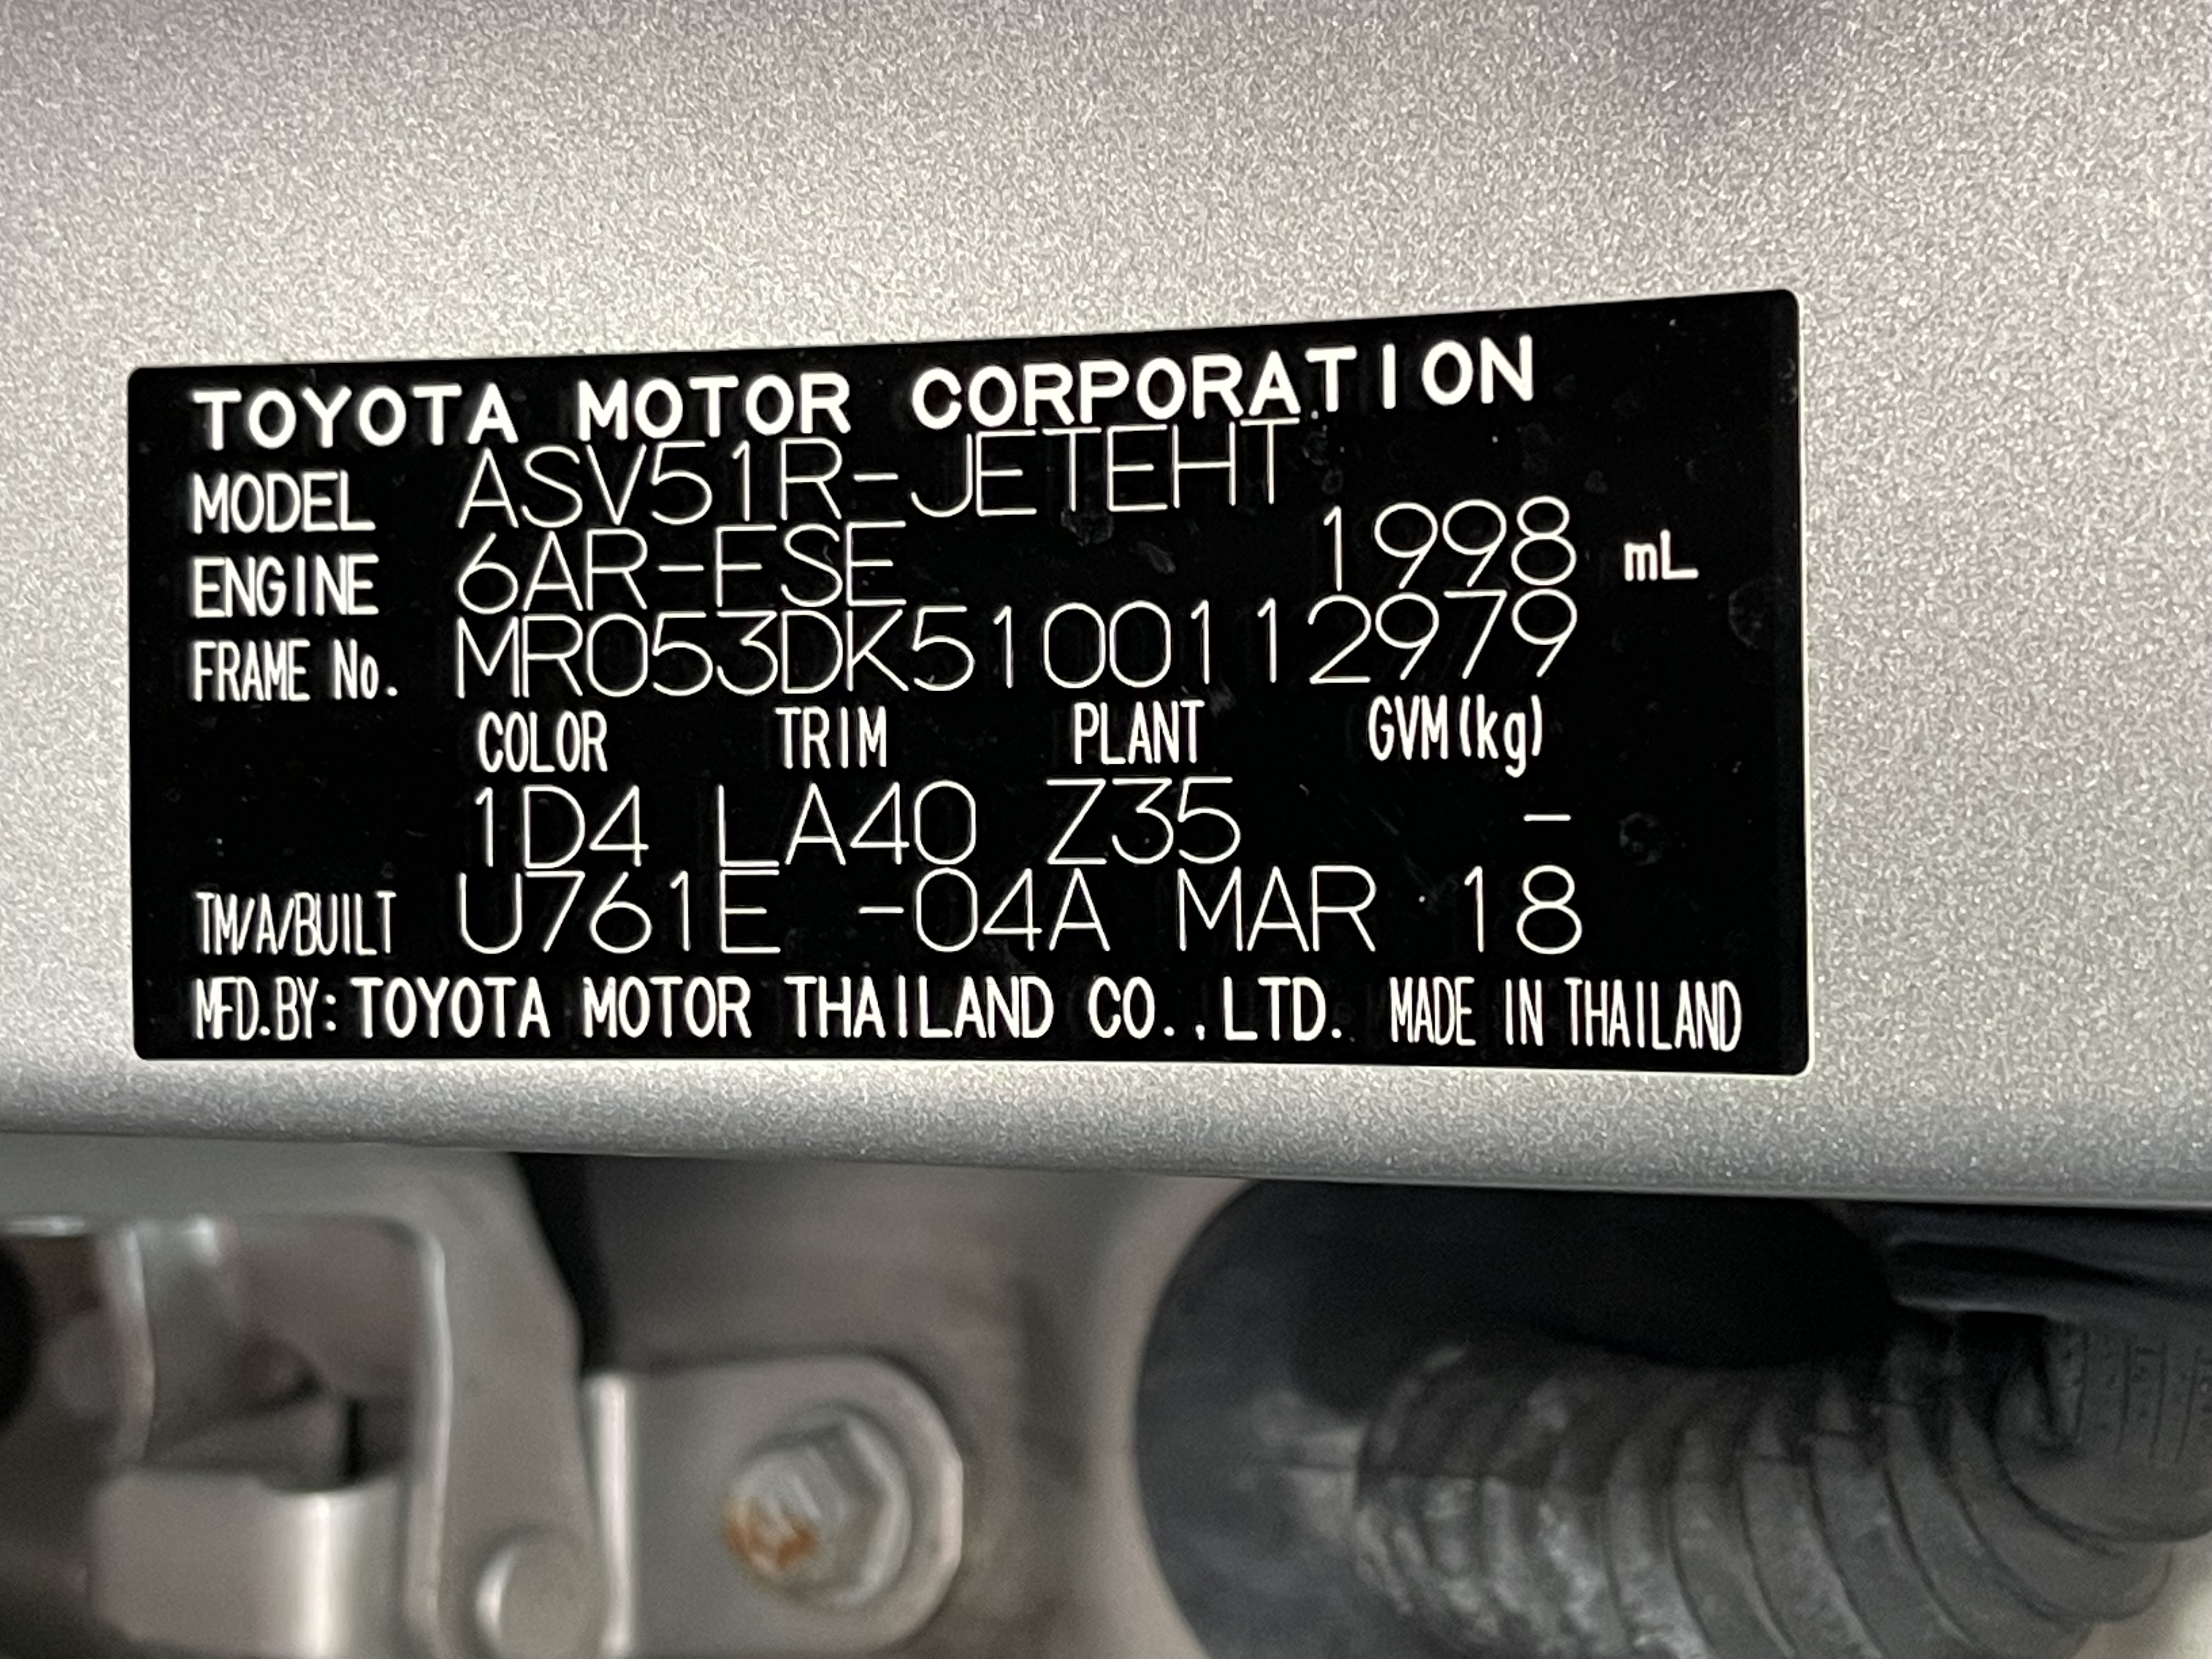 TOYOTA MOTOR CORPORATION
MODEL ASV51R-JETEHT
ENGINE 6AR-FSE 1998 mL
FRAME No. MR053DK5100112979
COLOR TRIM PLANT GVM(kg)
1D4 LA40 Z35 -
TM/A/BUILT U761E -04A MAR 18
MFD.BY: TOYOTA MOTOR THAILAND CO.,LTD. MADE IN THAILAND